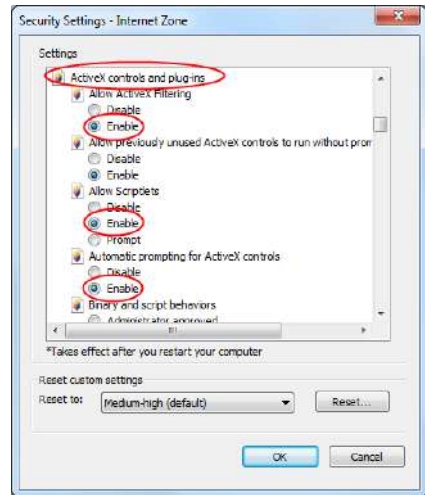 Security Settings - Internet Zone
Settings
ActiveX controls and plug-ins
Allow ActiveX Filtering
Disable
Enable
Allow previously unused ActiveX controls to run without prom
Disable
Enable
Allow Scriptlets
Disable
Enable
Prompt
Automatic prompting for ActiveX controls
Disable
Enable
Binary and script behaviors
Administrator approved
*Takes effect after you restart your computer
Reset custom settings
Reset to: Medium-high (default) Reset...
OK Cancel